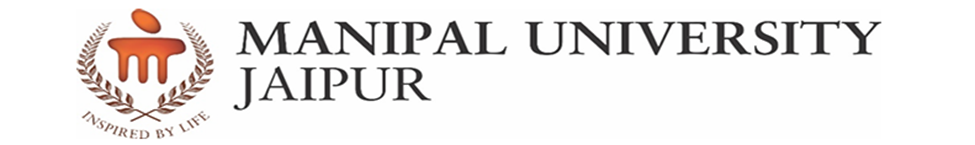 MANIPAL UNIVERSITY
JAIPUR
INSPIRED BY LIFE